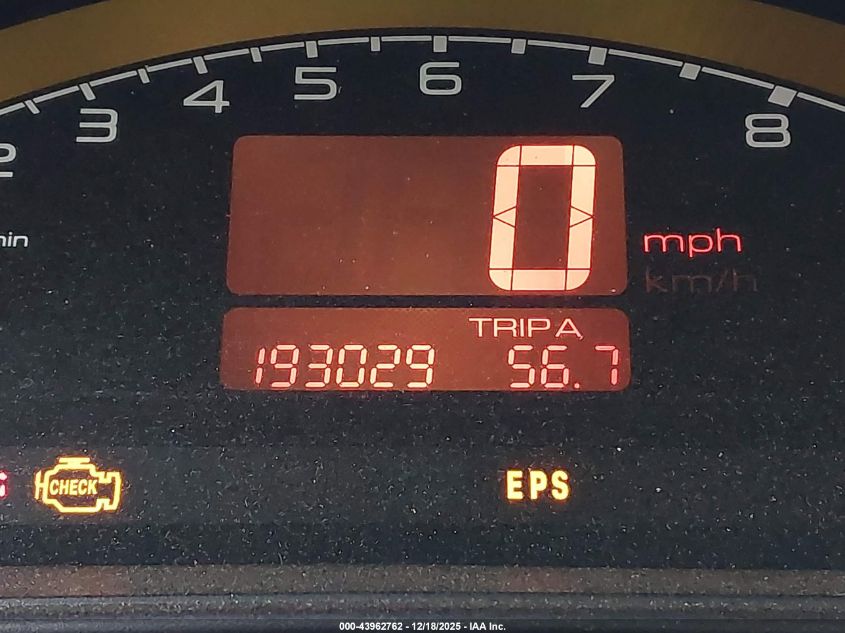 2 3 4 5 6 7 8
0
mph
km/h
TRIP A
193029 56.7
CHECK
EPS
000-43962762 - 12/18/2025 - IAA Inc.